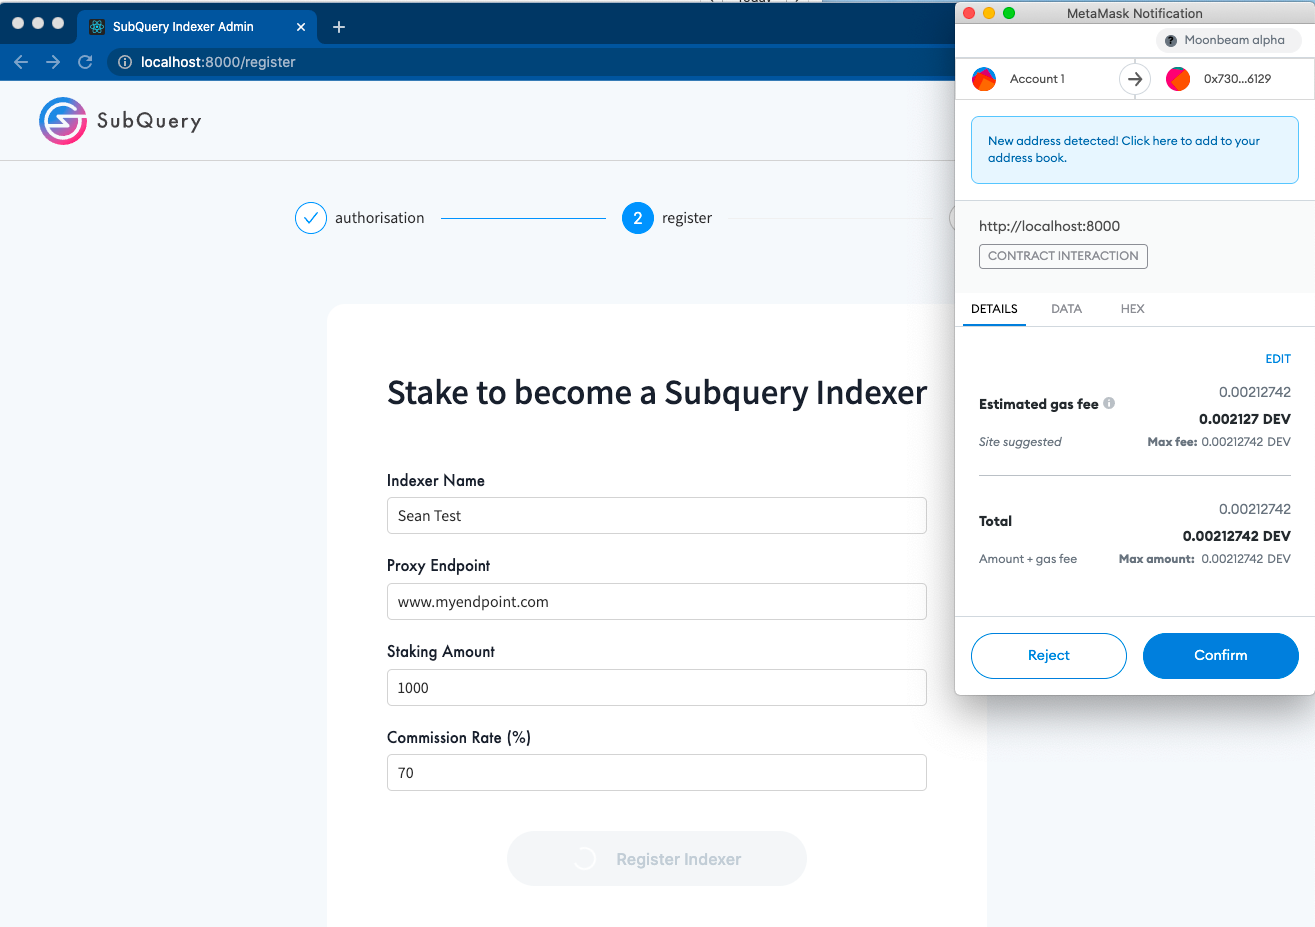 SubQuery Indexer Admin
localhost:8000/register
SubQuery
authorisation
2 register
Stake to become a Subquery Indexer
Indexer Name
Sean Test
Proxy Endpoint
www.myendpoint.com
Staking Amount
1000
Commission Rate (%)
70
Register Indexer
MetaMask Notification
? Moonbeam alpha
Account 1
0x730...6129
New address detected! Click here to add to your
address book.
http://localhost:8000
CONTRACT INTERACTION
DETAILS DATA HEX
EDIT
0.00212742
Estimated gas fee
0.002127 DEV
Site suggested Max fee: 0.00212742 DEV
0.00212742
Total
0.00212742 DEV
Amount + gas fee Max amount: 0.00212742 DEV
Reject Confirm